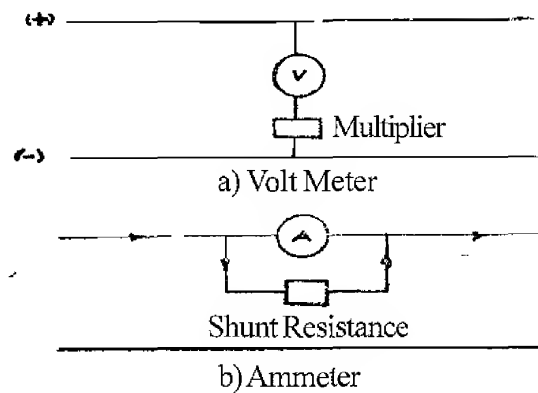 (+)
V
Multiplier
(-)
a) Volt Meter
A
Shunt Resistance
b) Ammeter